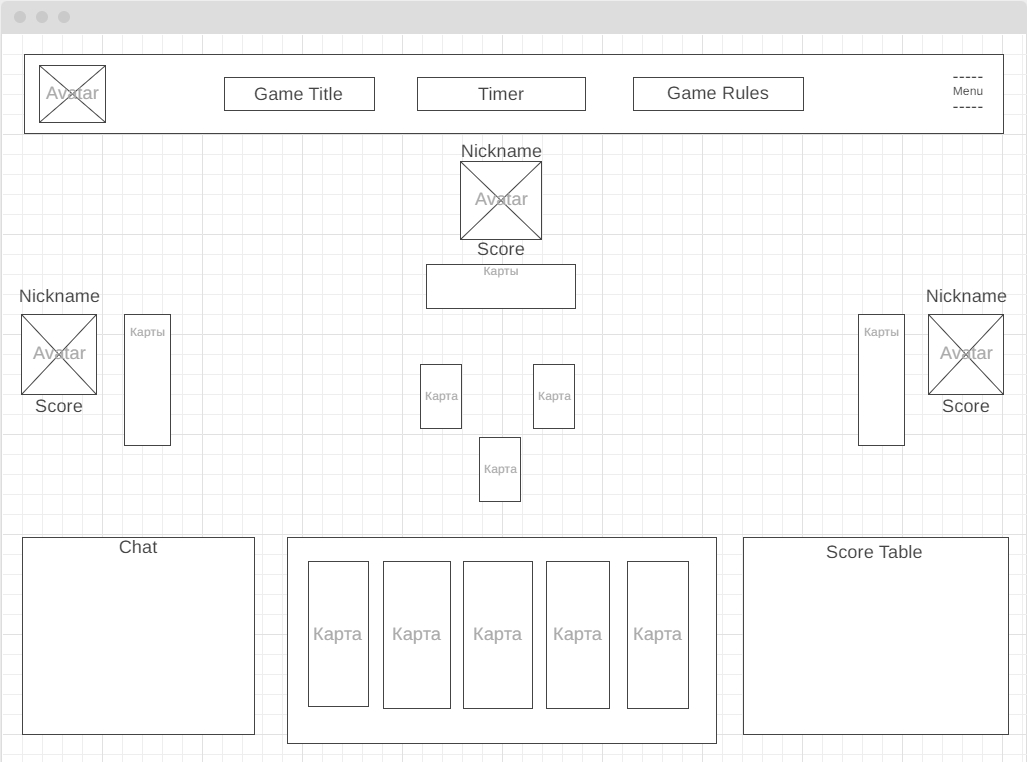 Avatar
Game Title
Timer
Game Rules
Menu
Nickname
Avatar
Score
Карты
Nickname
Avatar
Score
Карты
Карты
Nickname
Avatar
Score
Карта
Карта
Карта
Chat
Карта
Карта
Карта
Карта
Карта
Score Table